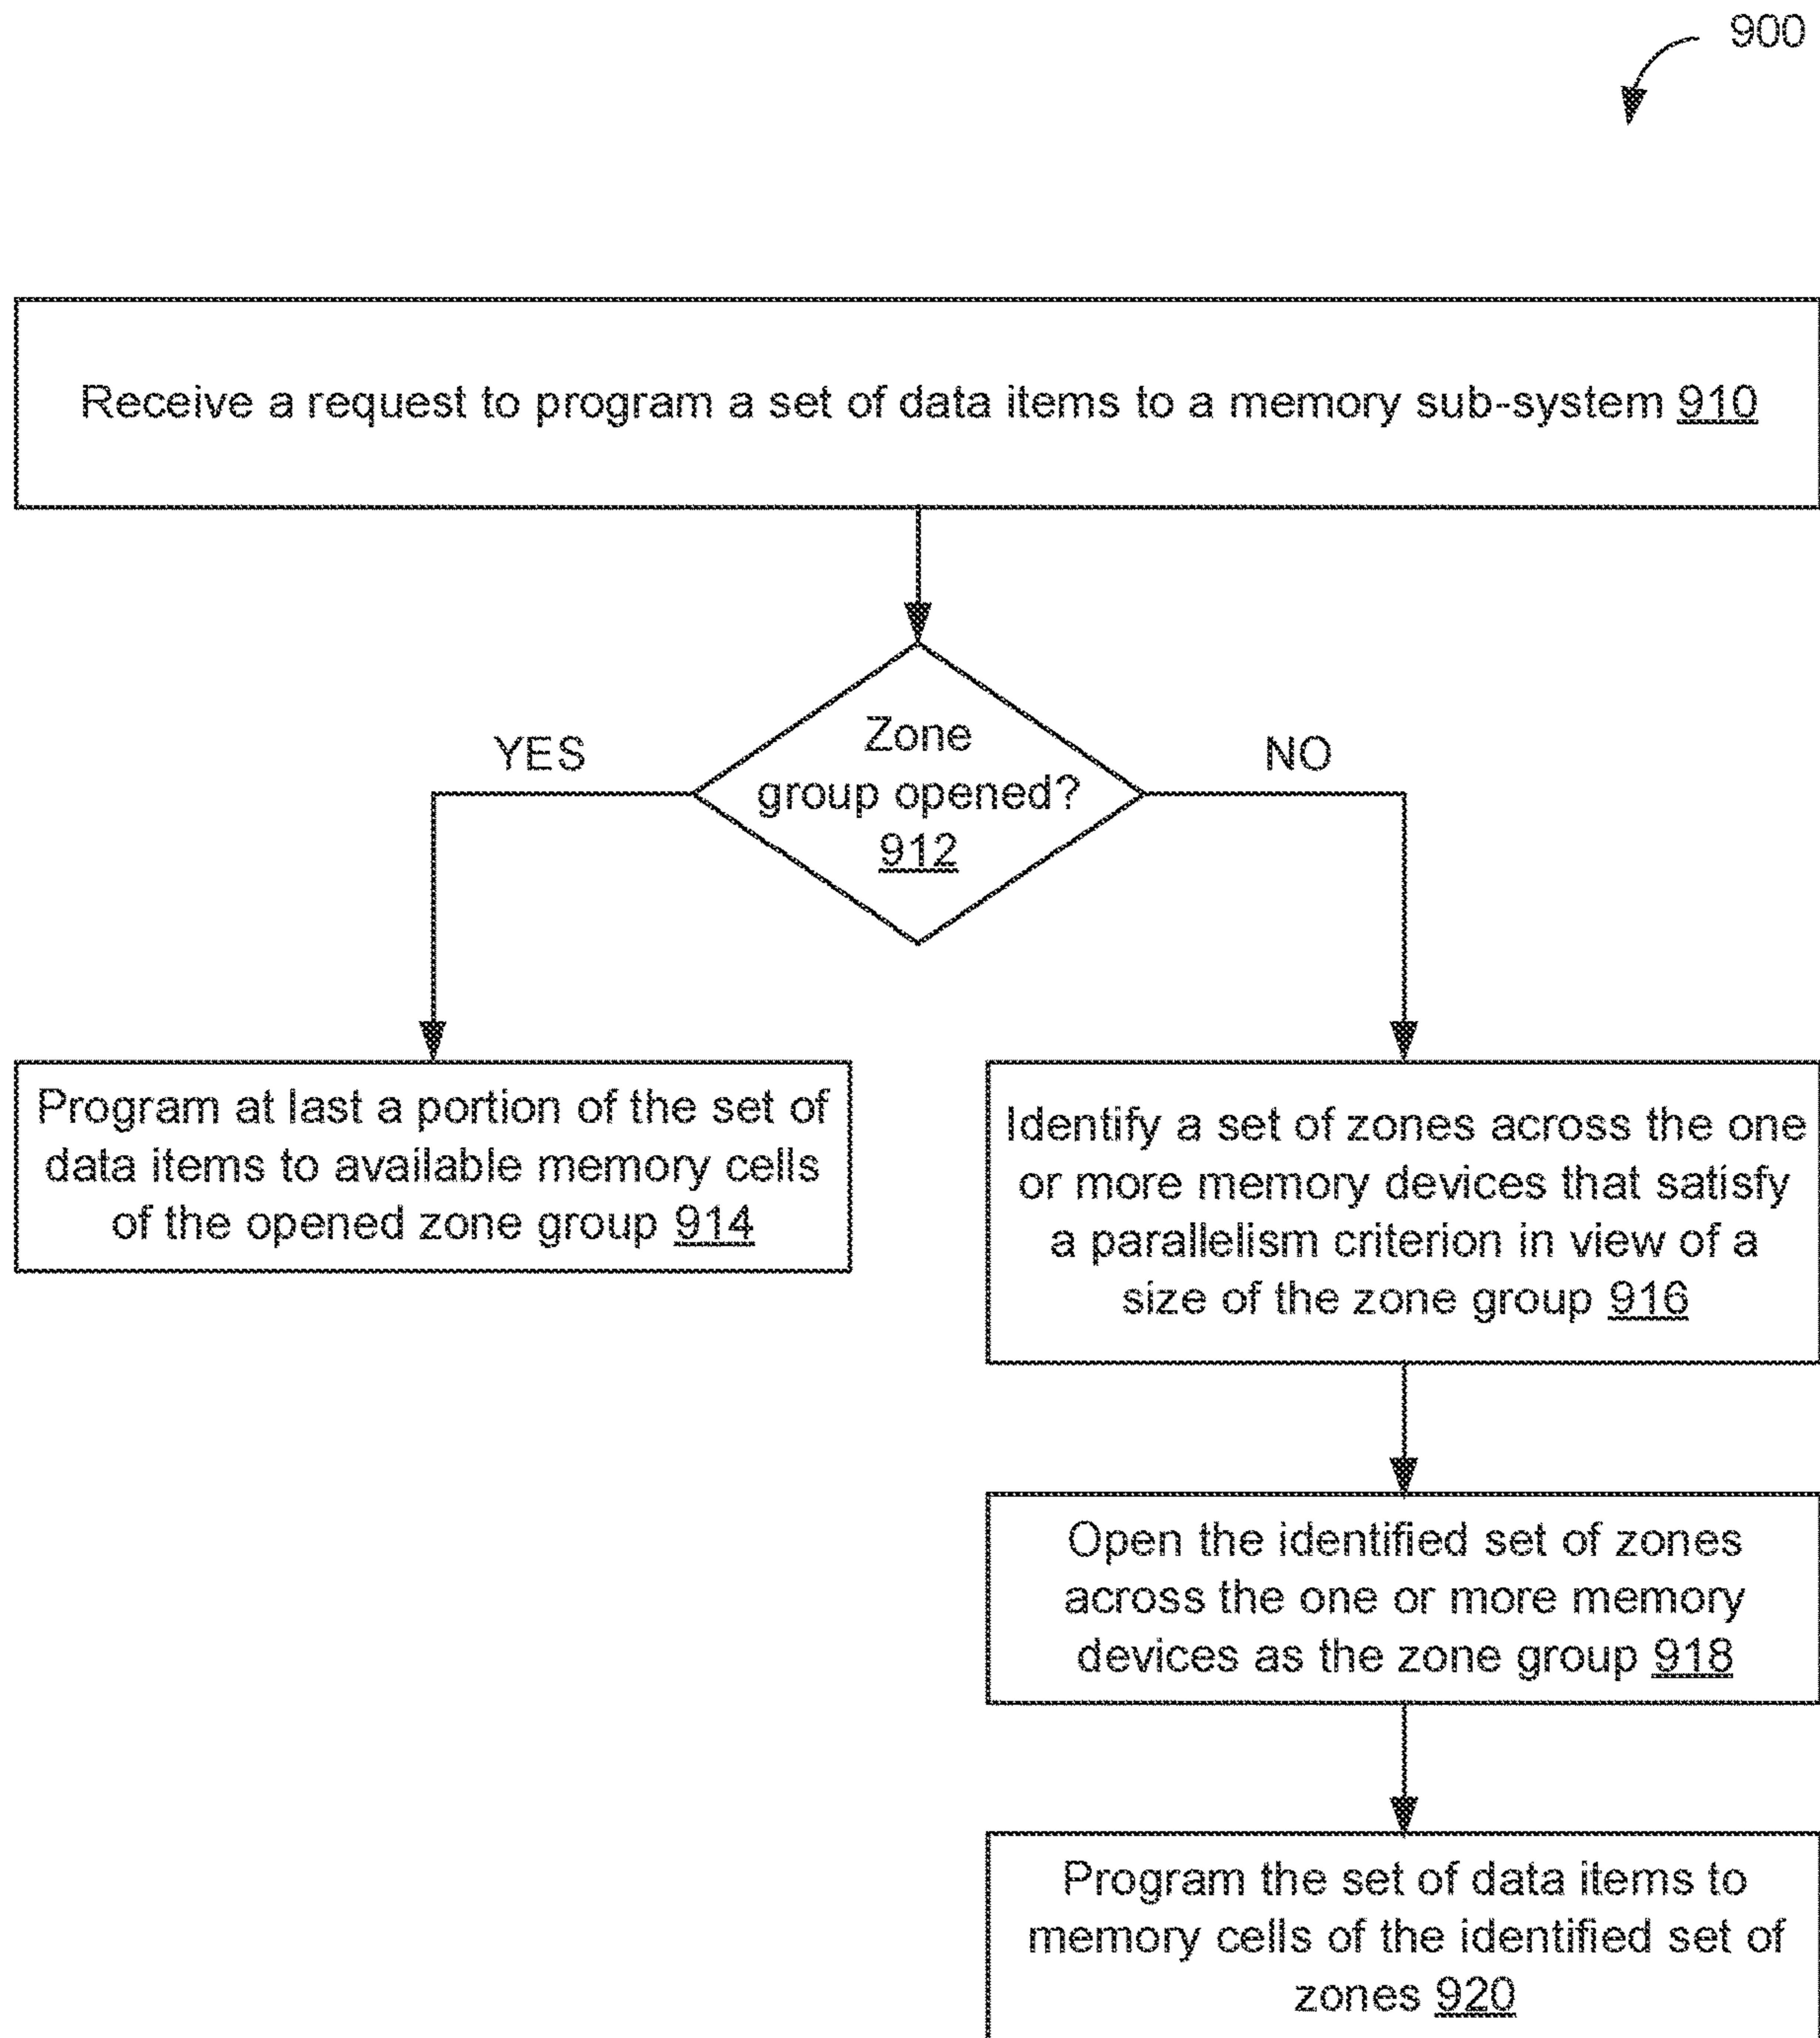 900
Receive a request to program a set of data items to a memory sub-system 910
Zone
group opened?
912
YES
NO
Program at last a portion of the set of
data items to available memory cells
of the opened zone group 914
Identify a set of zones across the one
or more memory devices that satisfy
a parallelism criterion in view of a
size of the zone group 916
Open the identified set of zones
across the one or more memory
devices as the zone group 918
Program the set of data items to
memory cells of the identified set of
zones 920